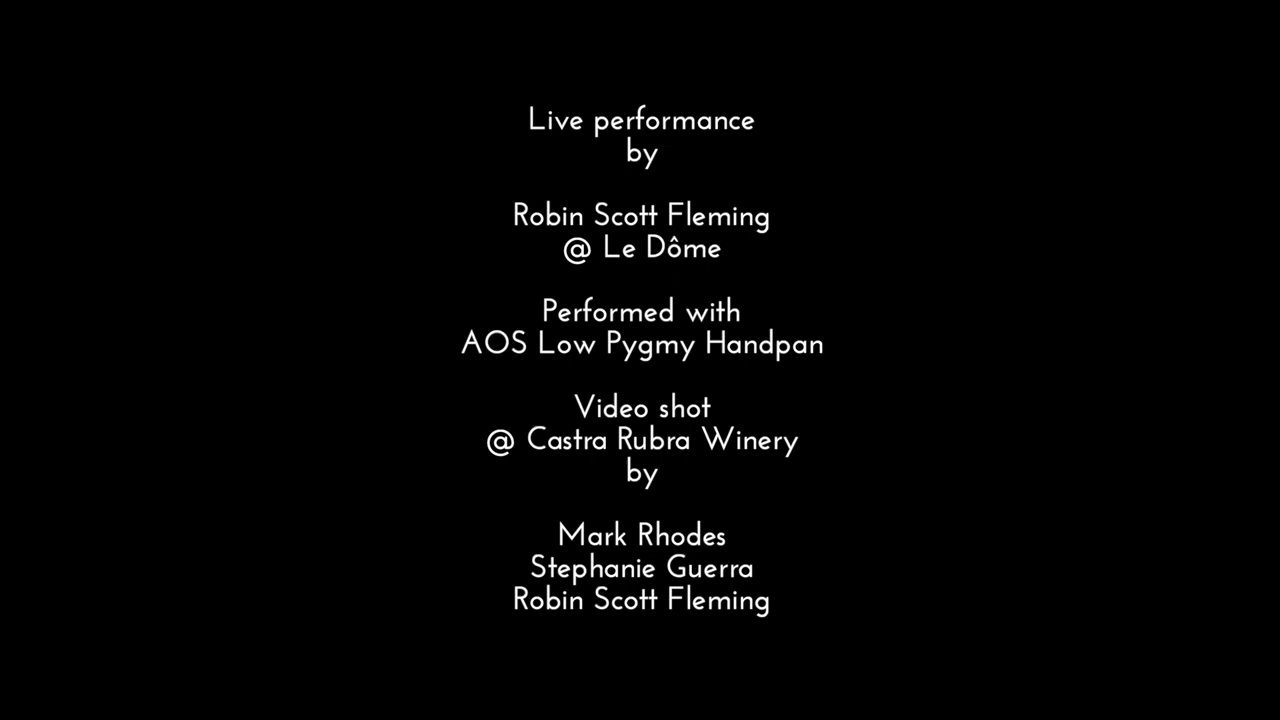 Live performance
by
Robin Scott Fleming
@ Le Dôme
Performed with
AOS Low Pygmy Handpan
Video shot
@ Castra Rubra Winery
by
Mark Rhodes
Stephanie Guerra
Robin Scott Fleming